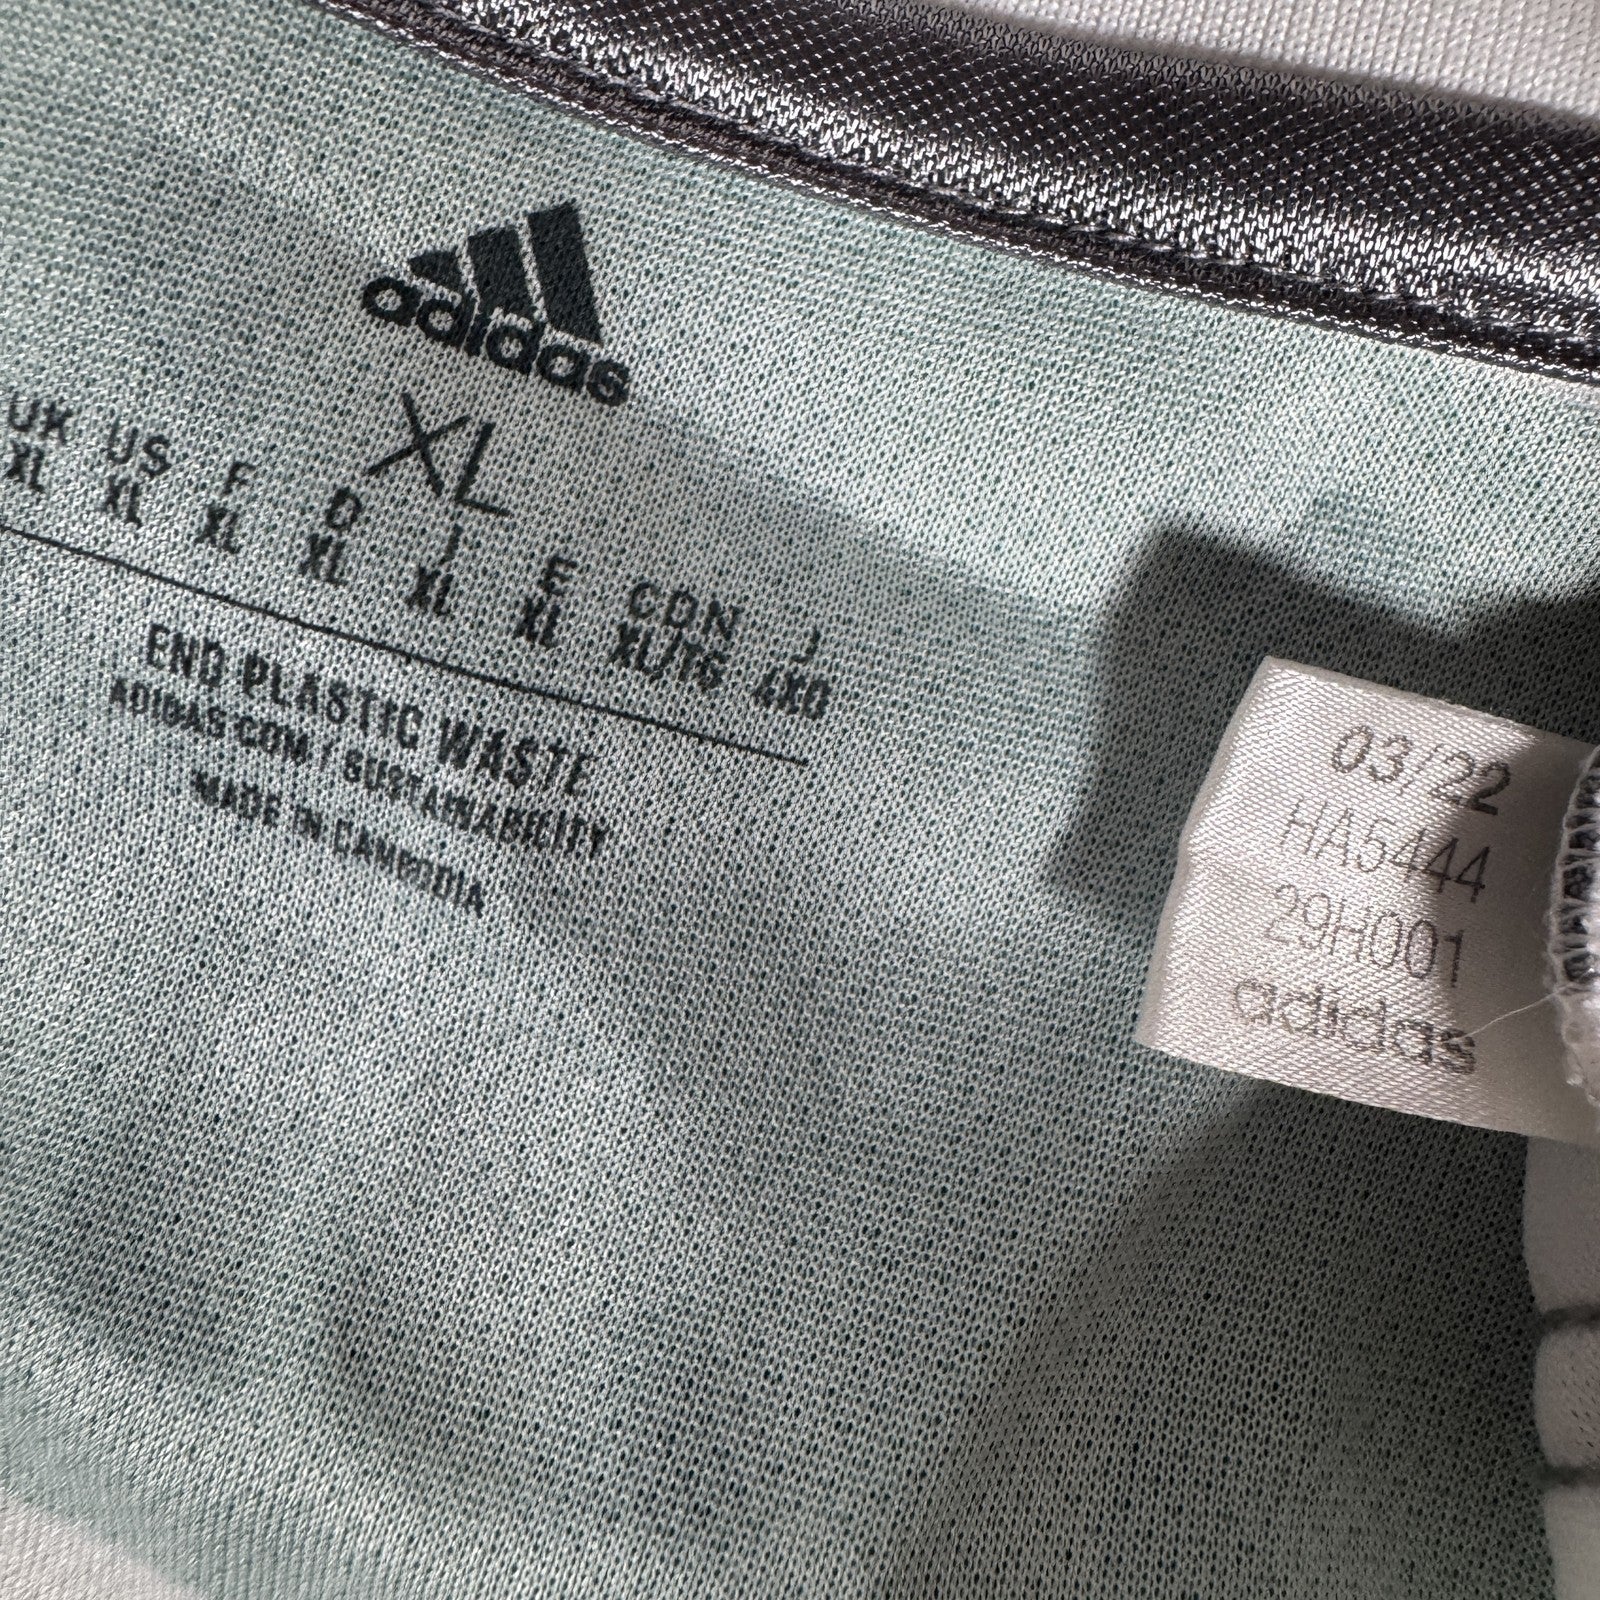 adidas
XL
UK US F D I E CDN J
XL XL XL XL XL XL XL/TG 4XO
END PLASTIC WASTE
ADIDAS.COM/SUSTAINABILITY
MADE IN CAMBODIA
03/22
HA5444
29H001
adidas